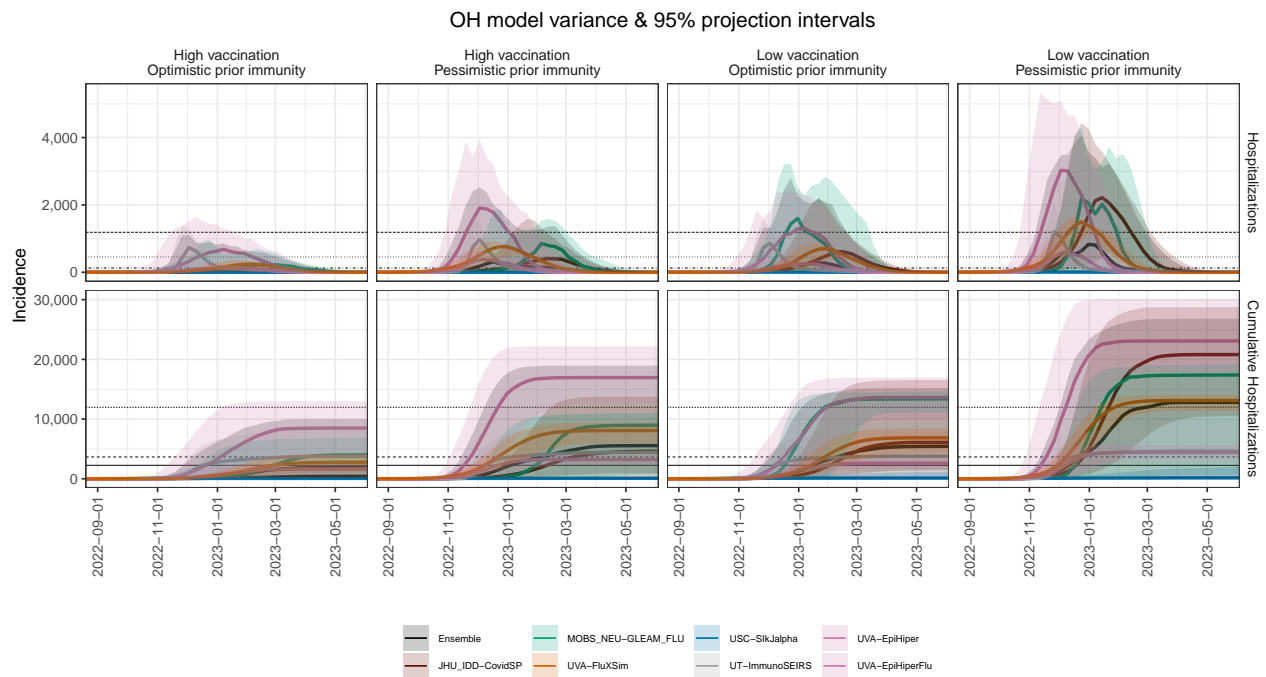 OH model variance & 95% projection intervals
High vaccination
Optimistic prior immunity
High vaccination
Pessimistic prior immunity
Low vaccination
Optimistic prior immunity
Low vaccination
Pessimistic prior immunity
Incidence
4,000
2,000
0
Hospitalizations
30,000
20,000
10,000
0
Cumulative Hospitalizations
2022−09−01
2022−11−01
2023−01−01
2023−03−01
2023−05−01
2022−09−01
2022−11−01
2023−01−01
2023−03−01
2023−05−01
2022−09−01
2022−11−01
2023−01−01
2023−03−01
2023−05−01
2022−09−01
2022−11−01
2023−01−01
2023−03−01
2023−05−01
Ensemble
MOBS_NEU−GLEAM_FLU
USC−SIkJalpha
UVA−EpiHiper
JHU_IDD−CovidSP
UVA−FluXSim
UT−ImmunoSEIRS
UVA−EpiHiperFlu